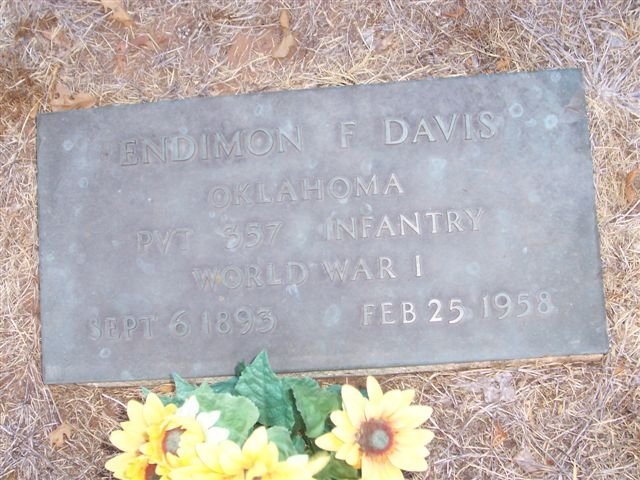 ENDIMON F DAVIS
OKLAHOMA
PVT 357 INFANTRY
WORLD WAR I
SEPT 6 1893 FEB 25 1958